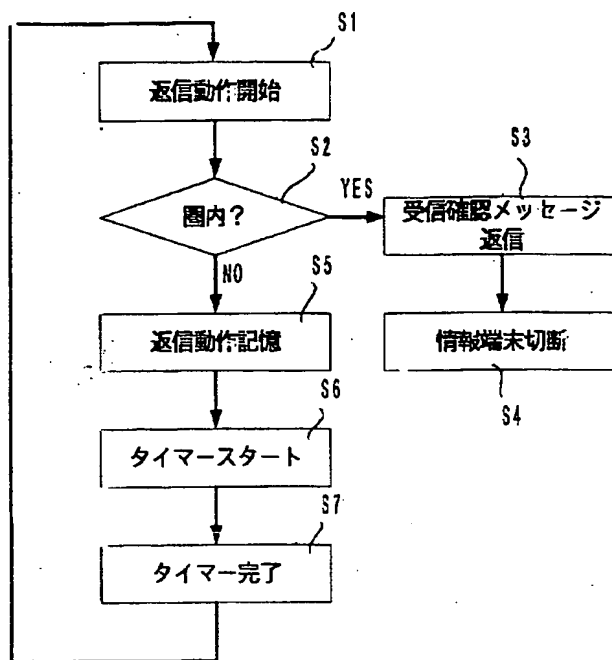 S1
返信動作開始
S2
圏内?
YES
S3
受信確認メッセージ
返信
NO
S5
返信動作記憶
情報端末切断
S4
S6
タイマースタート
S7
タイマー完了